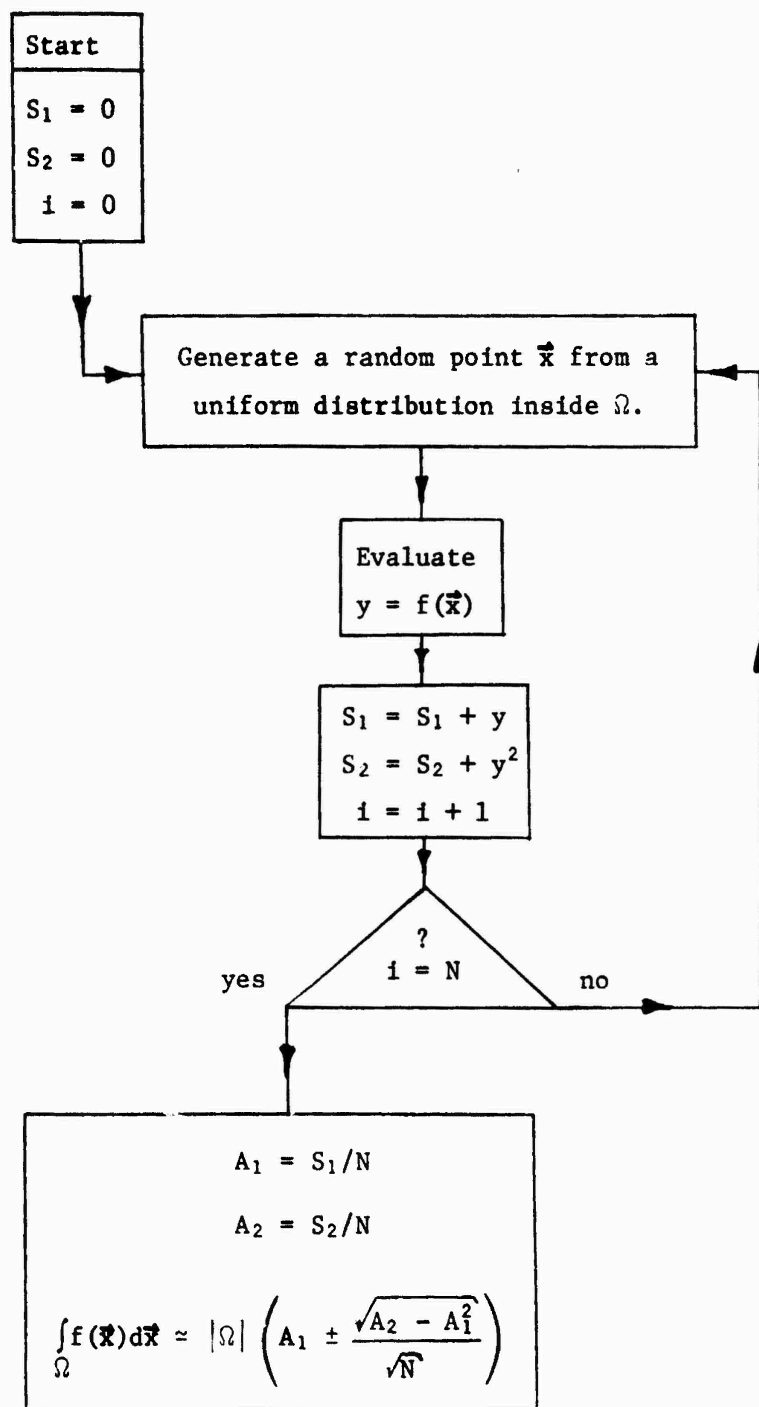 Start
S₁ = 0
S₂ = 0
i = 0
Generate a random point x⃗ from a
uniform distribution inside Ω.
Evaluate
y = f(x⃗)
S₁ = S₁ + y
S₂ = S₂ + y²
i = i + 1
?
i = N
yes
no
A₁ = S₁/N
A₂ = S₂/N
∫_Ω f(x⃗)dx⃗ ≃ |Ω| (A₁ ± √(A₂ - A₁²)/√N)